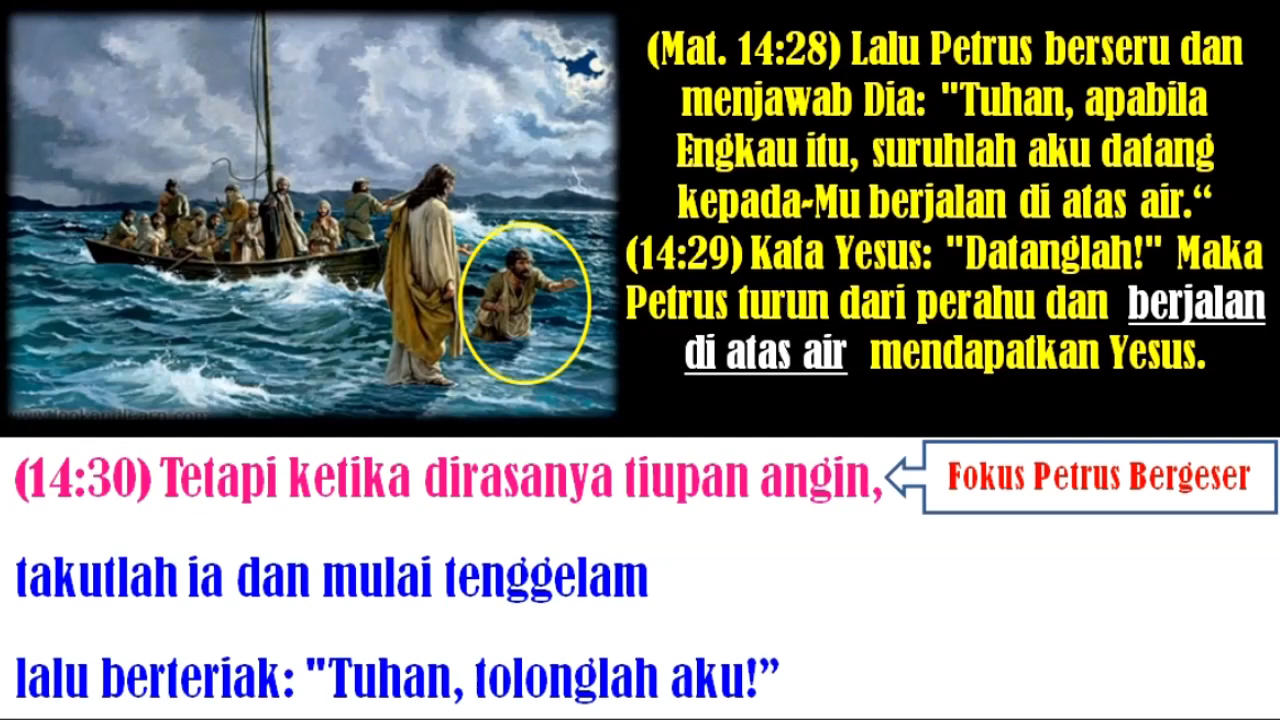 (Mat. 14:28) Lalu Petrus berseru dan
menjawab Dia: "Tuhan, apabila
Engkau itu, suruhlah aku datang
kepada-Mu berjalan di atas air.“
(14:29) Kata Yesus: "Datanglah!" Maka
Petrus turun dari perahu dan berjalan
di atas air mendapatkan Yesus.
(14:30) Tetapi ketika dirasanya tiupan angin,
Fokus Petrus Bergeser
takutlah ia dan mulai tenggelam
lalu berteriak: "Tuhan, tolonglah aku!”